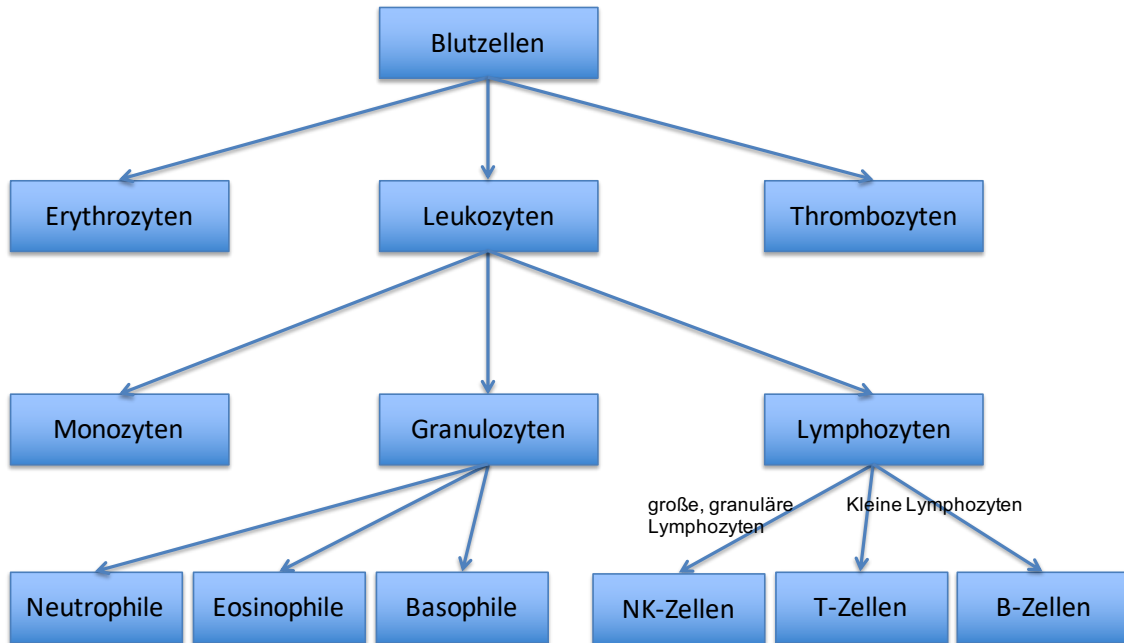 Blutzellen
Erythrozyten
Leukozyten
Thrombozyten
Monozyten
Granulozyten
Lymphozyten
große, granuläre
Lymphozyten
Kleine Lymphozyten
Neutrophile
Eosinophile
Basophile
NK-Zellen
T-Zellen
B-Zellen